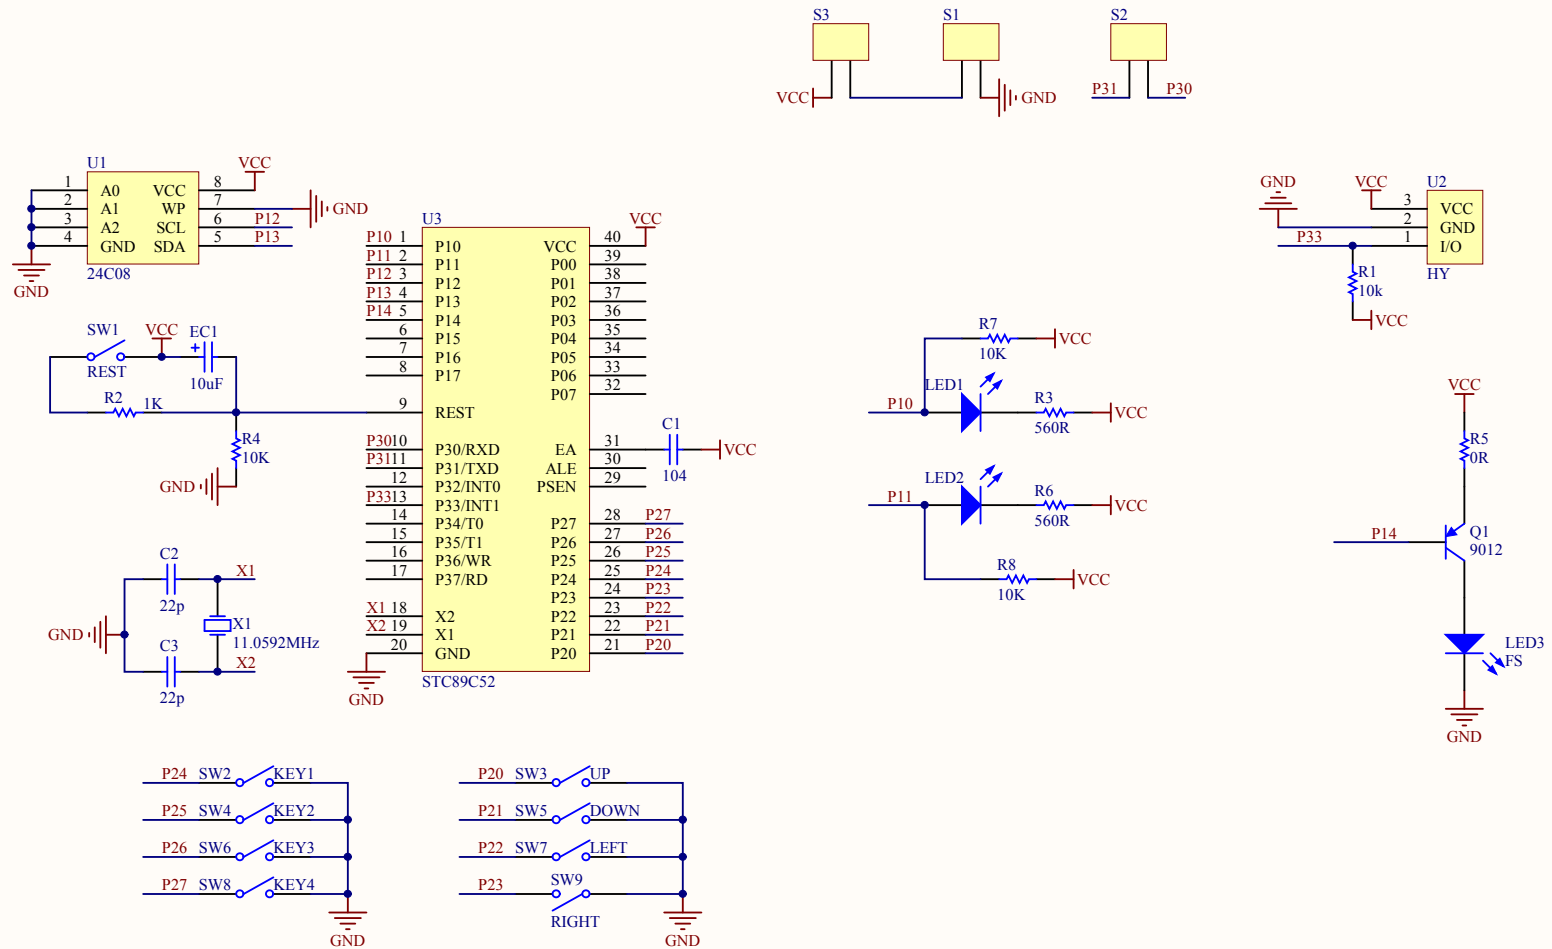 S3
S1
S2
VCC
GND
P31
P30
U1
VCC
1
A0
VCC
8
2
A1
WP
7
GND
3
A2
SCL
6
P12
4
GND
SDA
5
P13
24C08
GND
GND
VCC
U2
3
VCC
2
GND
P33
1
I/O
HY
R1
10k
VCC
U3
VCC
P10 1
P10
VCC
40
P11 2
P11
P00
39
P12 3
P12
P01
38
P13 4
P13
P02
37
P14 5
P14
P03
36
6
P15
P04
35
7
P16
P05
34
8
P17
P06
33
P07
32
9
REST
P30 10
P30/RXD
EA
31
P31 11
P31/TXD
ALE
30
12
P32/INT0
PSEN
29
P33 13
P33/INT1
14
P34/T0
P27
28
P27
15
P35/T1
P26
27
P26
16
P36/WR
P25
26
P25
17
P37/RD
P24
25
P24
P23
24
P23
X1 18
X2
P22
23
P22
X2 19
X1
P21
22
P21
20
GND
P20
21
P20
STC89C52
GND
C1
104
VCC
SW1
REST
VCC
EC1
+
10uF
R2
1K
R4
10K
GND
C2
22p
X1
GND
X1
11.0592MHz
C3
22p
X2
R7
10K
VCC
LED1
P10
R3
560R
VCC
LED2
P11
R6
560R
VCC
R8
10K
VCC
VCC
R5
0R
P14
Q1
9012
LED3
FS
GND
P24 SW2 KEY1
P25 SW4 KEY2
P26 SW6 KEY3
P27 SW8 KEY4
GND
P20 SW3 UP
P21 SW5 DOWN
P22 SW7 LEFT
P23 SW9
RIGHT
GND